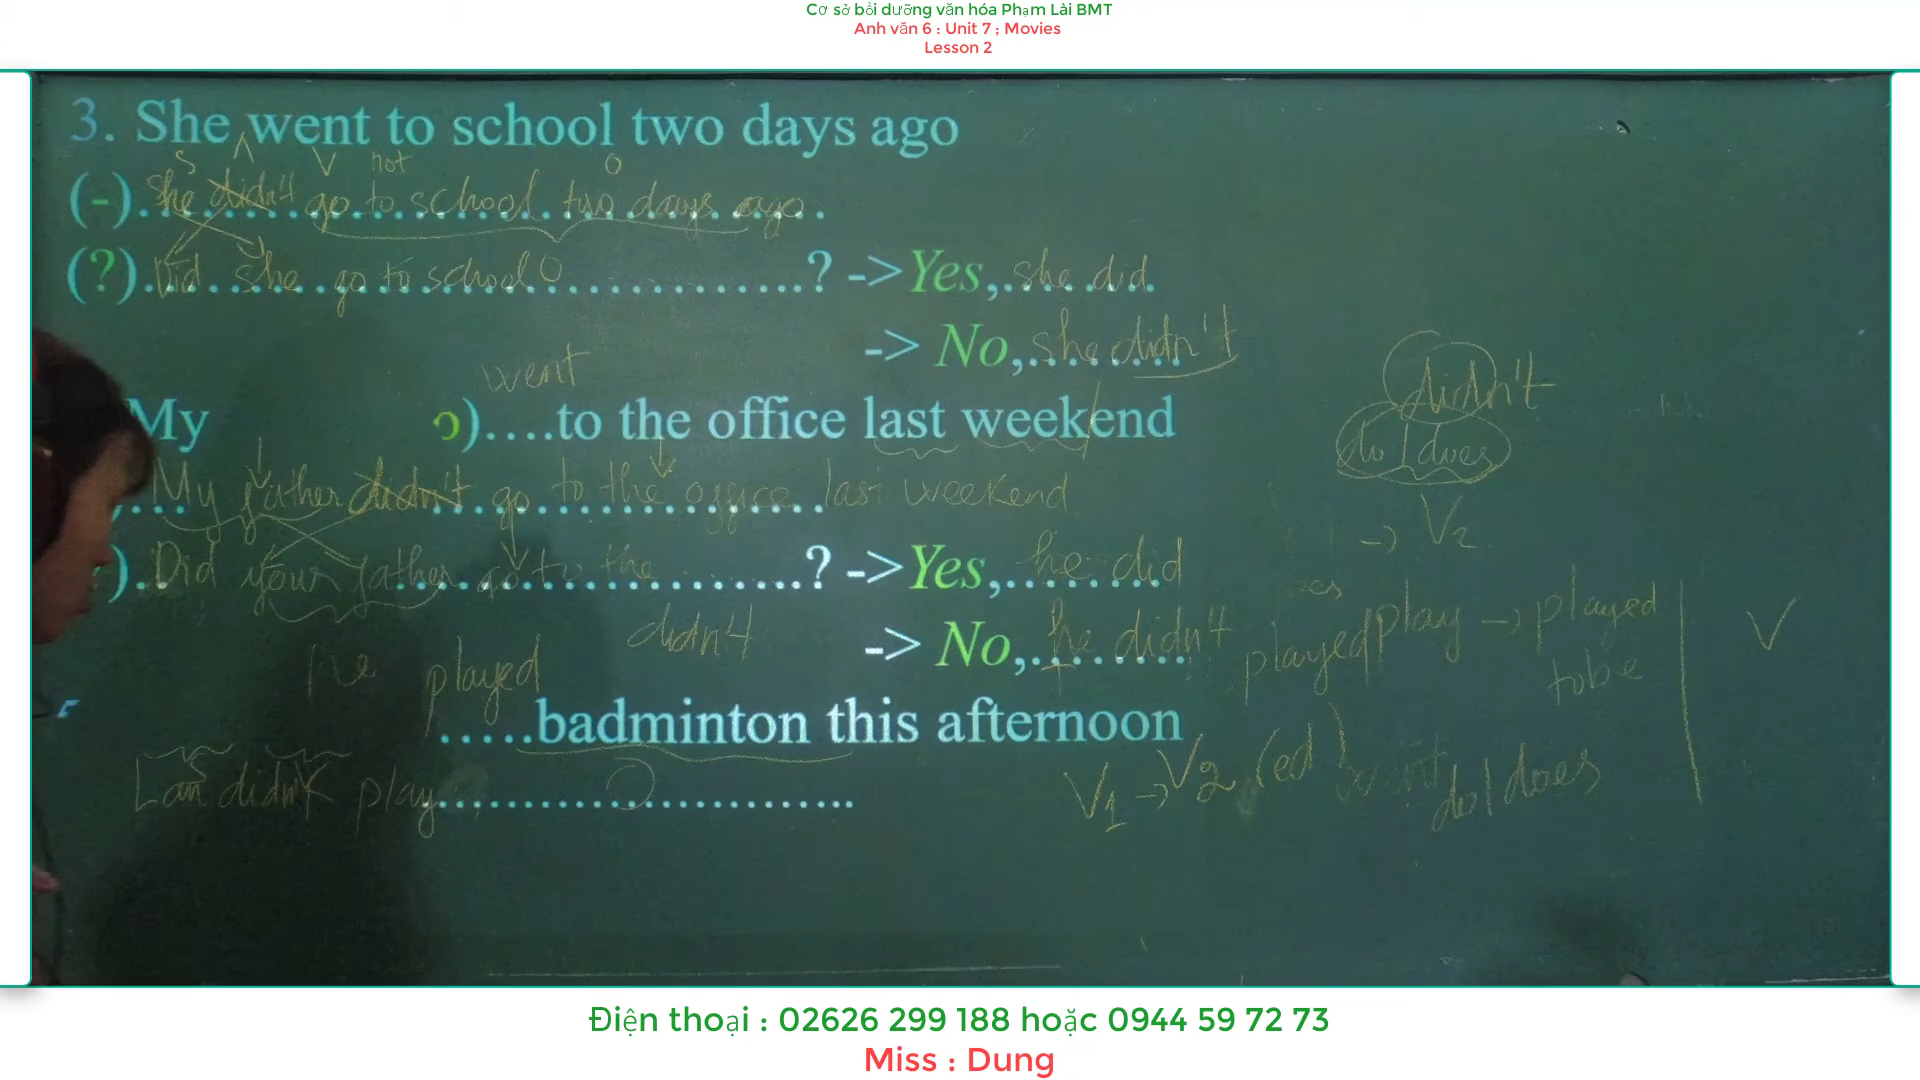 Cơ sở bồi dưỡng văn hóa Phạm Lài BMT
Anh văn 6 : Unit 7 ; Movies
Lesson 2
3. She went to school two days ago
S V not O
(-). She didn't go to school two days ago.
(?). Did she go to school O ............? -> Yes, she did.
-> No, she didn't
went
didn't
My )....to the office last weekend
do / does
My father didn't go to the office last weekend
-> V2
). Did your father go to the ............? -> Yes, he did
didn't -> No, he didn't
played play -> played V
played
to be
.....badminton this afternoon
V1 -> V2 (ed) went do / does
Lan didn't play..............................
Điện thoại : 02626 299 188 hoặc 0944 59 72 73
Miss : Dung